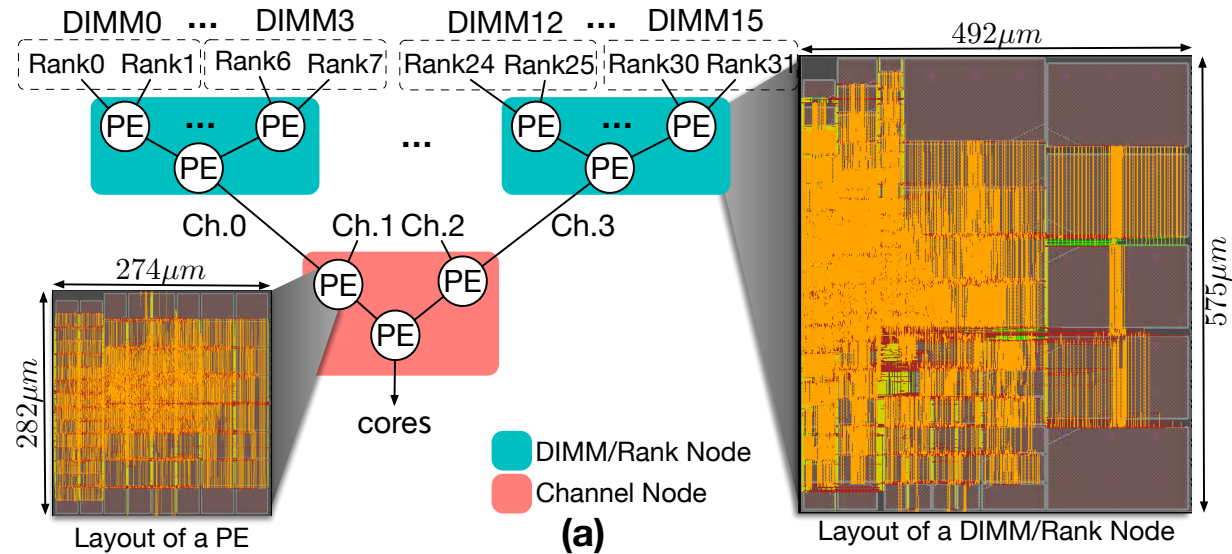 DIMM0 ... DIMM3 DIMM12 ... DIMM15
Rank0 Rank1 Rank6 Rank7 Rank24 Rank25 Rank30 Rank31
PE ... PE ... PE ... PE
PE PE
Ch.0 Ch.1 Ch.2 Ch.3
PE PE
PE
cores
274μm
282μm
Layout of a PE
492μm
575μm
Layout of a DIMM/Rank Node
DIMM/Rank Node
Channel Node
(a)